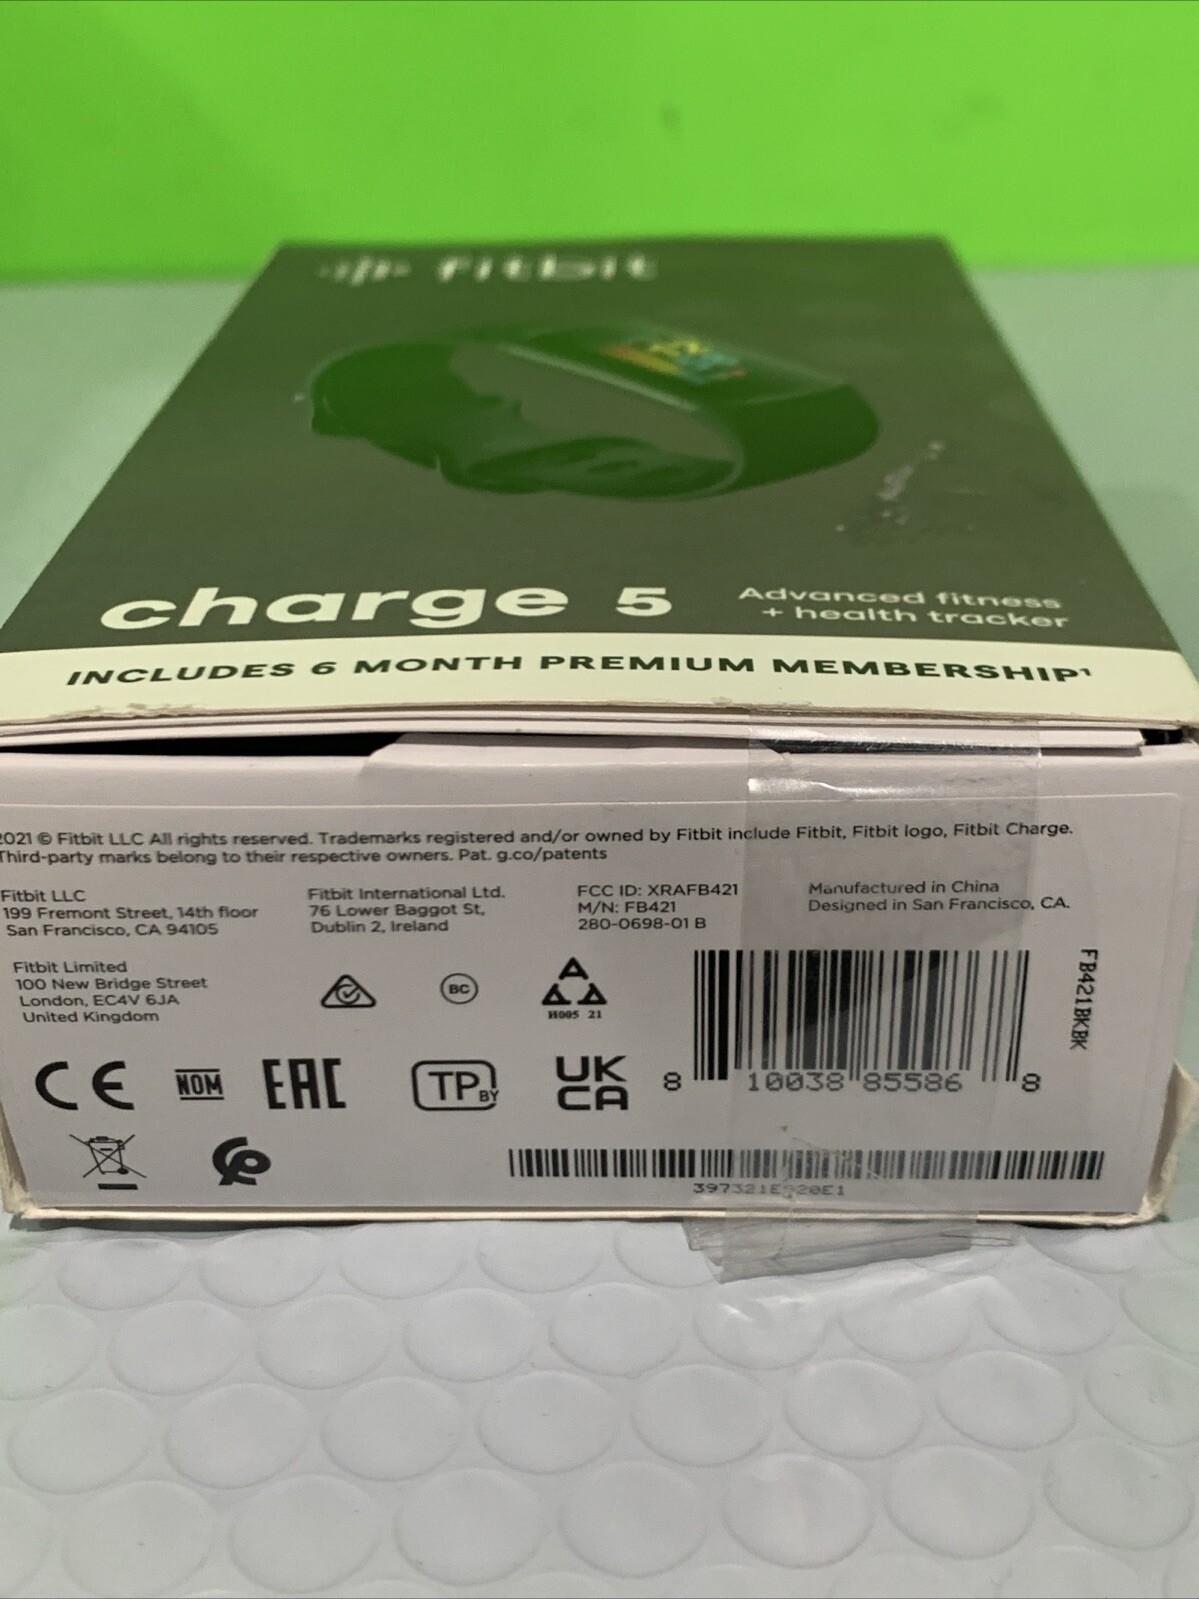 fitbit
charge 5
Advanced fitness
+ health tracker
INCLUDES 6 MONTH PREMIUM MEMBERSHIP¹
2021 © Fitbit LLC All rights reserved. Trademarks registered and/or owned by Fitbit include Fitbit, Fitbit logo, Fitbit Charge.
Third-party marks belong to their respective owners. Pat. g.co/patents
Fitbit LLC
199 Fremont Street, 14th floor
San Francisco, CA 94105
Fitbit International Ltd.
76 Lower Baggot St,
Dublin 2, Ireland
FCC ID: XRAFB421
M/N: FB421
280-0698-01 B
Manufactured in China
Designed in San Francisco, CA.
Fitbit Limited
100 New Bridge Street
London, EC4V 6JA
United Kingdom
BC
A
H005 21
FB421BKBK
8 10038 85586 8
CE
NOM
EAC
TP BY
UK
CA